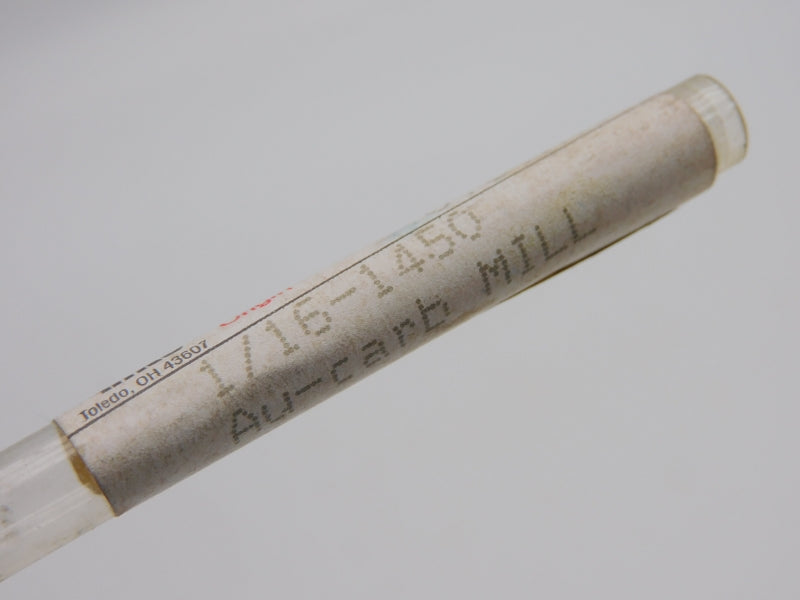 Toledo, OH 43607
1/16-1450
Au-carb MILL